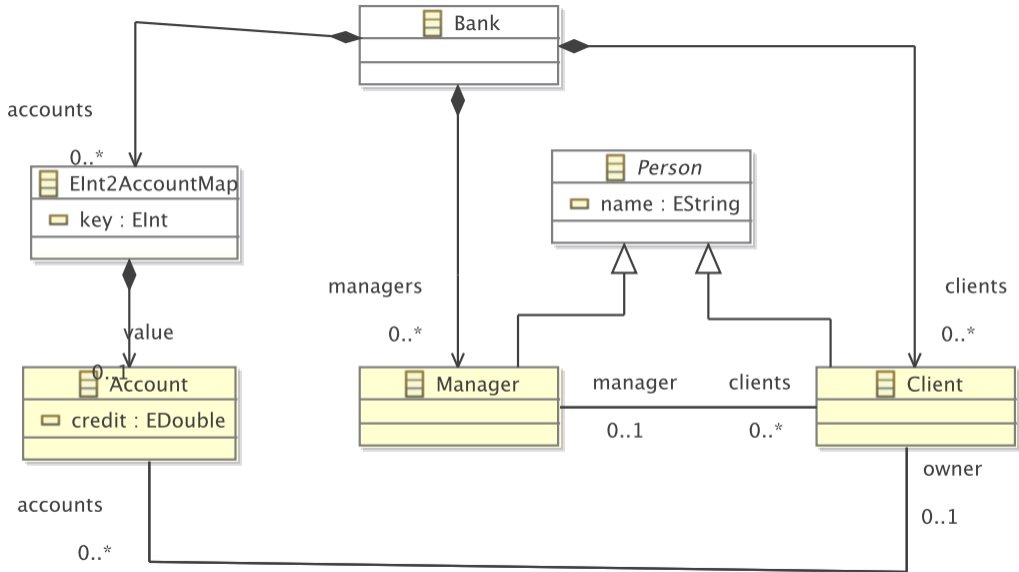 Bank
accounts
0..*
EInt2AccountMap
key : EInt
Person
name : EString
managers
0..*
clients
0..*
value
0..1
Account
credit : EDouble
Manager
manager
clients
0..1
0..*
Client
owner
0..1
accounts
0..*